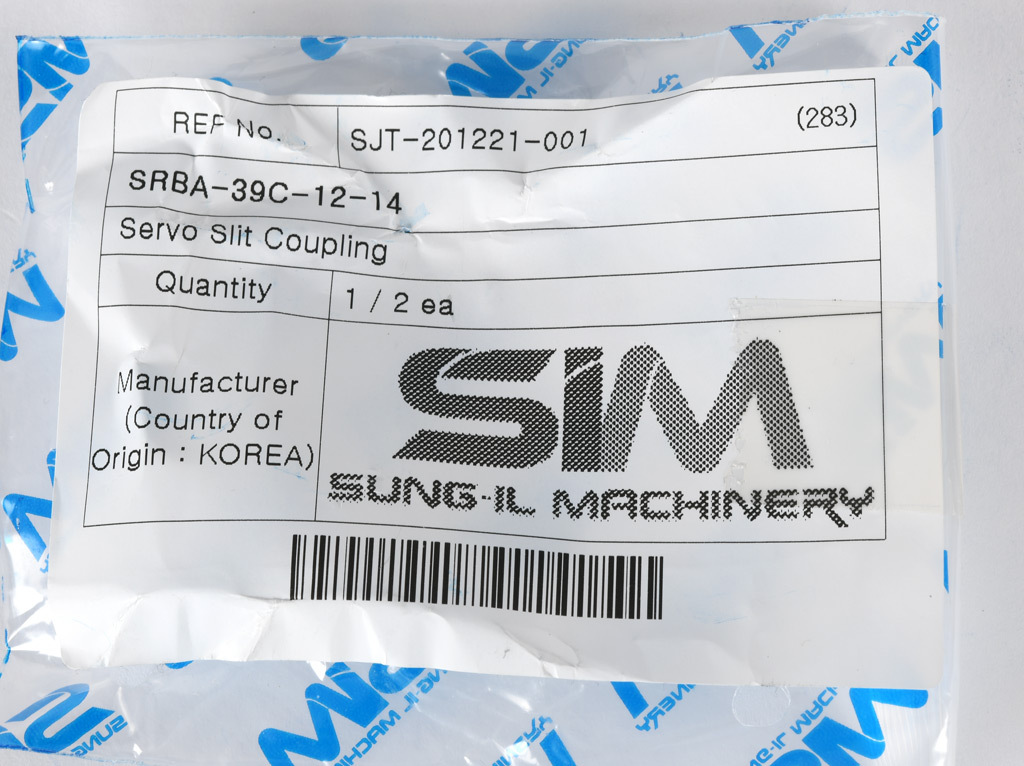 REF No. SJT-201221-001 (283)
SRBA-39C-12-14
Servo Slit Coupling
Quantity 1 / 2 ea
Manufacturer
(Country of
Origin : KOREA)
SIM
SUNG-IL MACHINERY